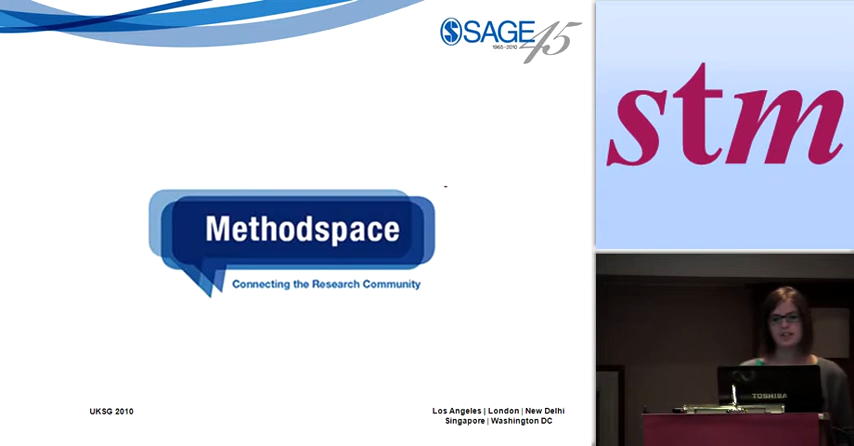 SAGE 45
1965-2010
Methodspace
Connecting the Research Community
UKSG 2010
Los Angeles | London | New Delhi
Singapore | Washington DC
stm
TOSHIBA